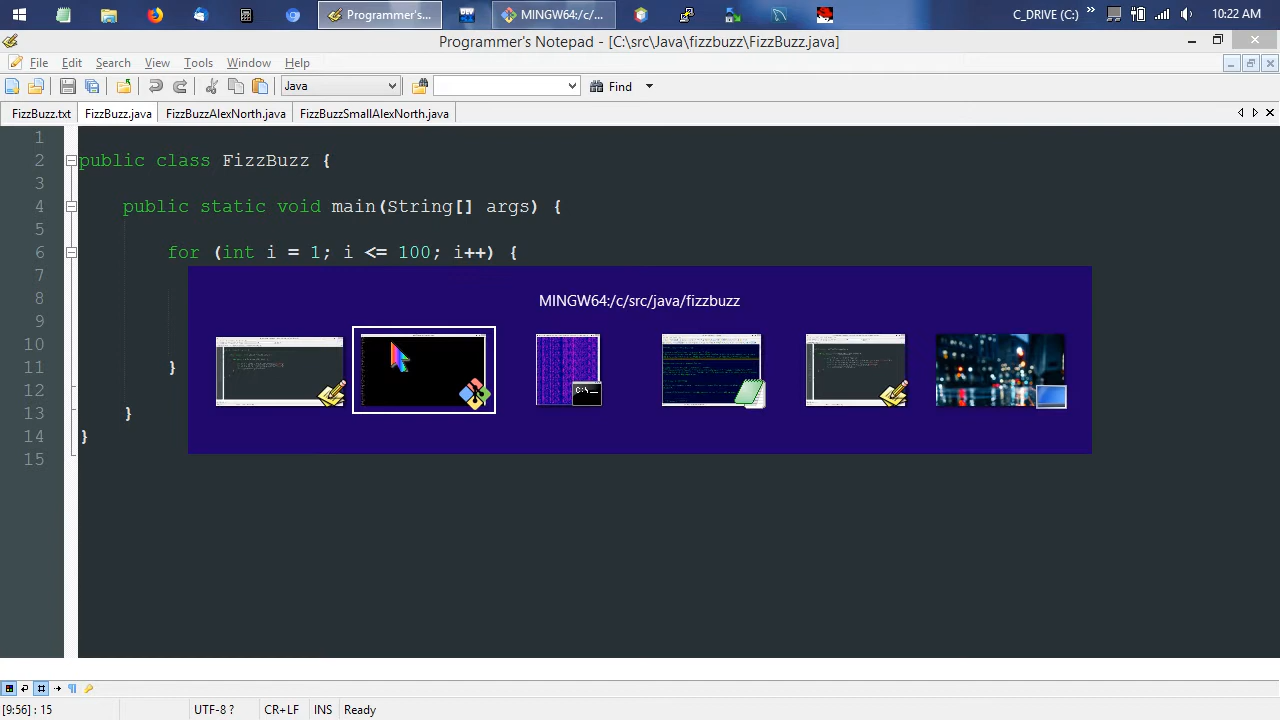 Programmer's...
MINGW64:/c/...
C_DRIVE (C:)
10:22 AM
Programmer's Notepad - [C:\src\Java\fizzbuzz\FizzBuzz.java]
File Edit Search View Tools Window Help
Java
Find
FizzBuzz.txt FizzBuzz.java FizzBuzzAlexNorth.java FizzBuzzSmallAlexNorth.java
1
2 public class FizzBuzz {
3
4 public static void main(String[] args) {
5
6 for (int i = 1; i <= 100; i++) {
7
MINGW64:/c/src/java/fizzbuzz
8
9
10
11 }
12
13 }
14 }
15
[9:56] : 15 UTF-8 ? CR+LF INS Ready